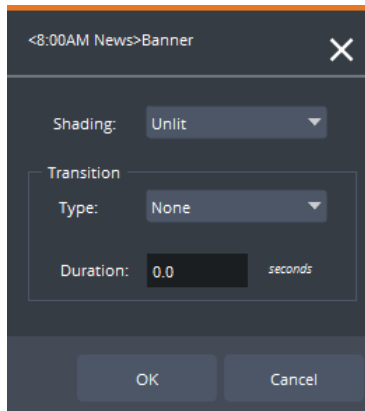 <8:00AM News>Banner
Shading: Unlit
Transition
Type: None
Duration: 0.0 seconds
OK Cancel